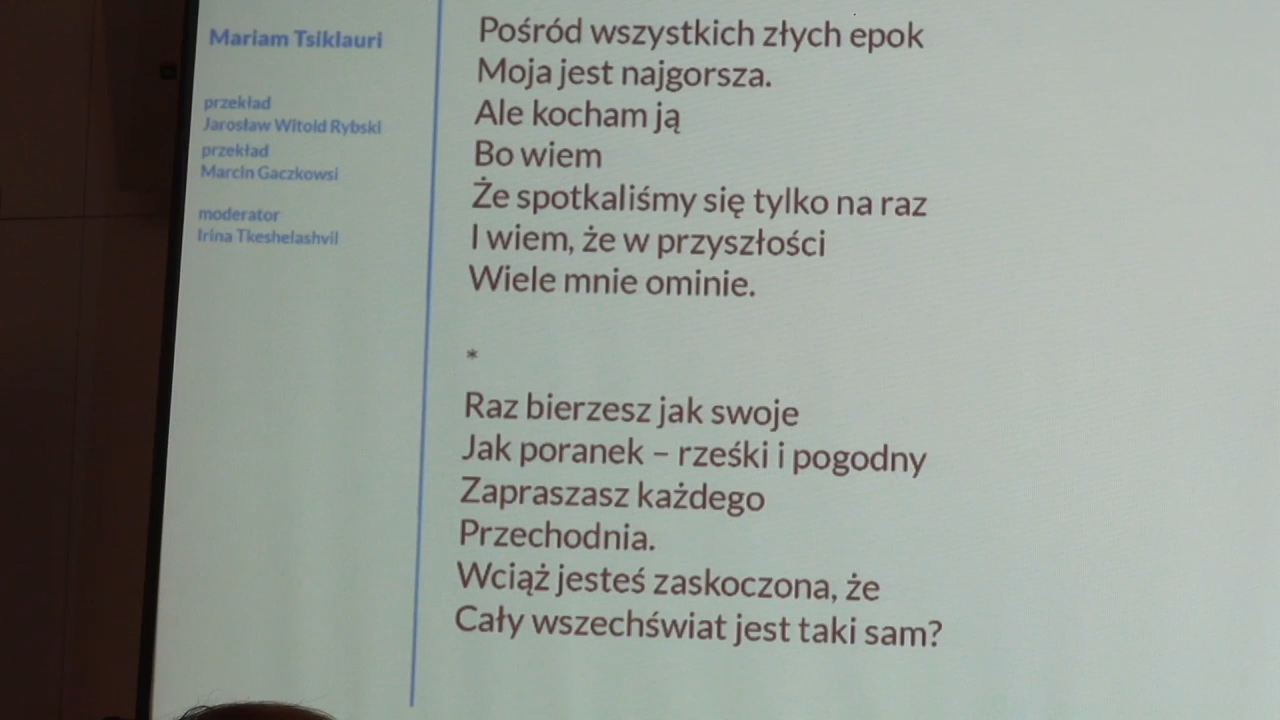 Mariam Tsiklauri
przekład
Jarosław Witold Rybski
przekład
Marcin Gaczkowsi
moderator
Irina Tkeshelashvil
Pośród wszystkich złych epok
Moja jest najgorsza.
Ale kocham ją
Bo wiem
Że spotkaliśmy się tylko na raz
I wiem, że w przyszłości
Wiele mnie ominie.
*
Raz bierzesz jak swoje
Jak poranek – rześki i pogodny
Zapraszasz każdego
Przechodnia.
Wciąż jesteś zaskoczona, że
Cały wszechświat jest taki sam?